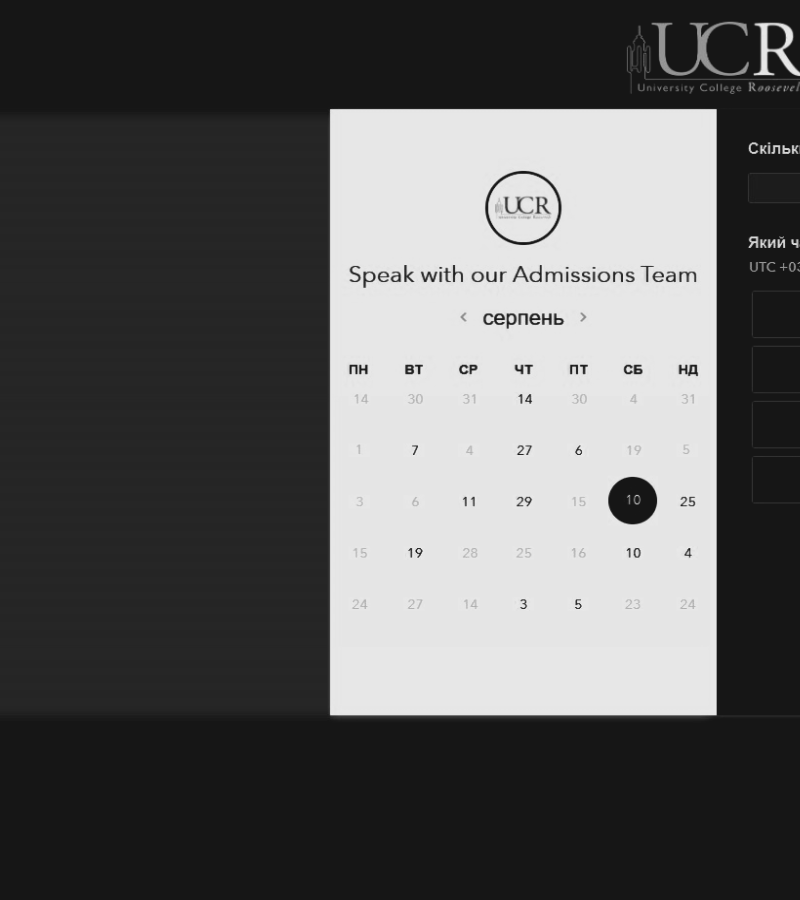 UCR
University College Roosevel
UCR
Speak with our Admissions Team
< серпень >
ПН ВТ СР ЧТ ПТ СБ НД
14 30 31 14 30 4 31
1 7 4 27 6 19 5
3 6 11 29 15 10 25
15 19 28 25 16 10 4
24 27 14 3 5 23 24
Скільк
Який ч
UTC +03